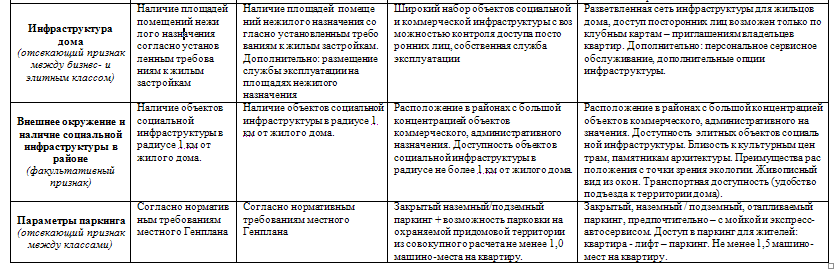 Инфраструктура
дома
(отсекающий признак
между бизнес- и
элитным классом)
Наличие площадей
помещений нежи
лого назначения
согласно установ
ленным требова
ниям к жилым
застройкам
Наличие площадей помеще
ний нежилого назначения со
гласно установленным требо
ваниям к жилым застройкам.
Дополнительно: размещение
службы эксплуатации на
площадях нежилого
назначения
Широкий набор объектов социальной
и коммерческой инфраструктуры с воз
можностью контроля доступа посто
ронних лиц, собственная служба
эксплуатации
Разветвленная сеть инфраструктуры для жильцов
дома, доступ посторонних лиц возможен только по
клубным картам – приглашениям владельцев
квартир. Дополнительно: персональное сервисное
обслуживание, дополнительные опции
инфраструктуры.
Внешнее окружение и
наличие социальной
инфраструктуры в
районе
(факультативный
признак)
Наличие объектов
социальной
инфраструктуры в
радиусе 1 км от
жилого дома.
Наличие объектов социальной
инфраструктуры в радиусе 1
км от жилого дома.
Расположение в районах с большой
концентрацией объектов
коммерческого, административного
назначения. Доступность объектов
социальной инфраструктуры в
радиусе не более 1 км от жилого дома
Расположение в районах с большой концентрацией
объектов коммерческого, административного на
значения. Доступность элитных объектов социаль
ной инфраструктуры. Близость к культурным цен
трам, памятникам архитектуры. Преимущества рас
положения с точки зрения экологии. Живописный
вид из окон. Транспортная доступность (удобство
подъезда к территории дома).
Параметры паркинга
(отсекающий признак
между классами)
Согласно норматив
ным требованиям
местного Генплана
Согласно нормативным
требованиям местного
Генплана
Закрытый наземный/подземный
паркинг + возможность парковки на
охраняемой придомовой территории
из совокупного расчета не менее 1,0
машино-места на квартиру.
Закрытый, наземный / подземный, отапливаемый
паркинг, предпочтительно – с мойкой и экспресс-
автосервисом. Доступ в паркинг для жителей:
квартира - лифт – паркинг. Не менее 1,5 машино-
мест на квартиру.